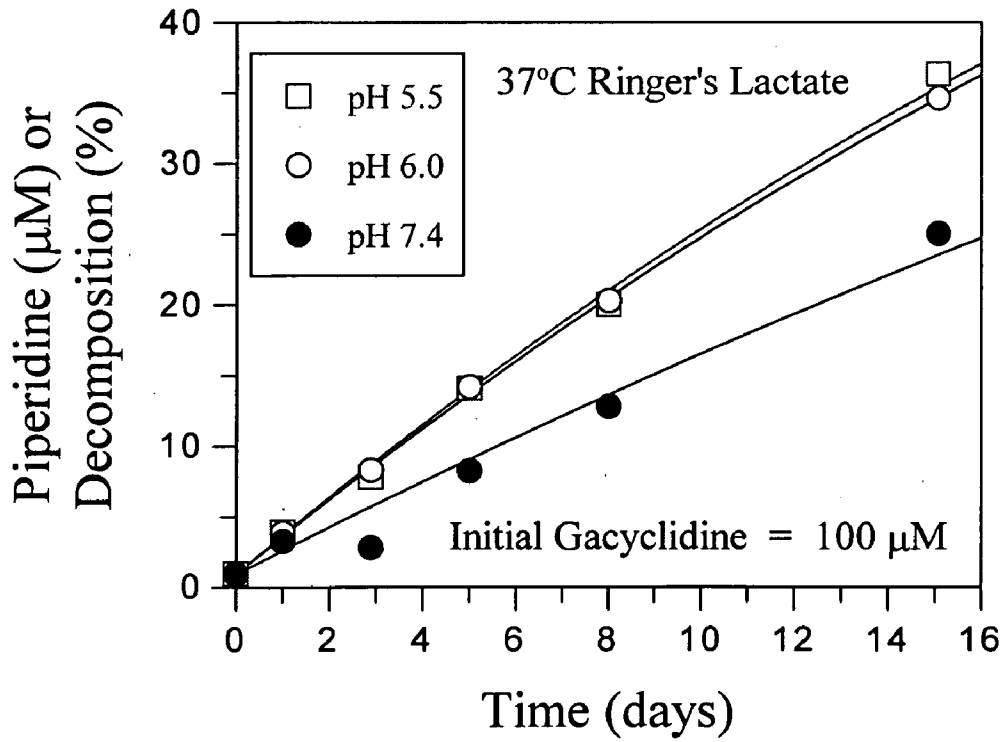 Piperidine (µM) or
Decomposition (%)
40
30
20
10
0
pH 5.5
pH 6.0
pH 7.4
37°C Ringer's Lactate
Initial Gacyclidine = 100 µM
0 2 4 6 8 10 12 14 16
Time (days)